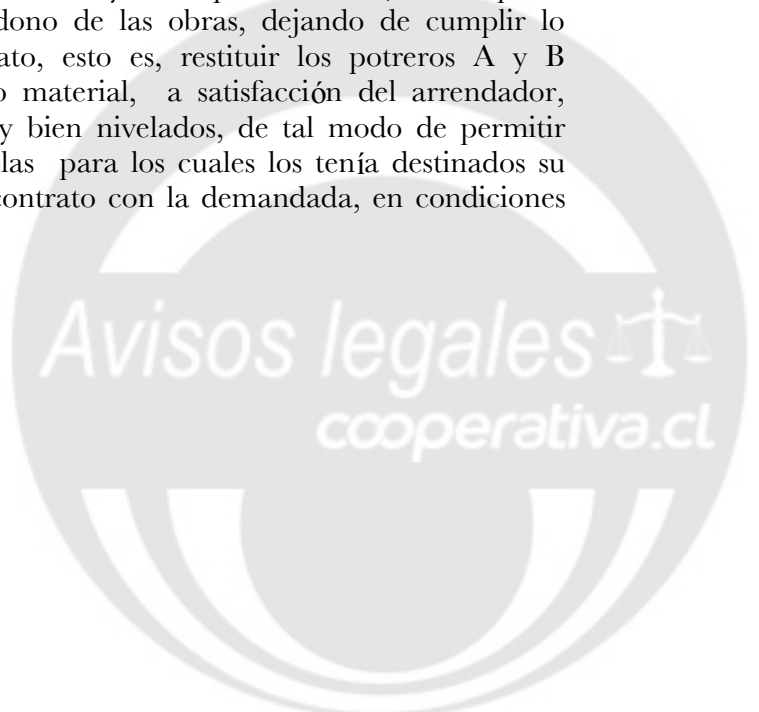 dono de las obras, dejando de cumplir lo
ato, esto es, restituir los potreros A y B
o material, a satisfacción del arrendador,
y bien nivelados, de tal modo de permitir
las para los cuales los tenía destinados su
contrato con la demandada, en condiciones
Avisos legales
cooperativa.cl